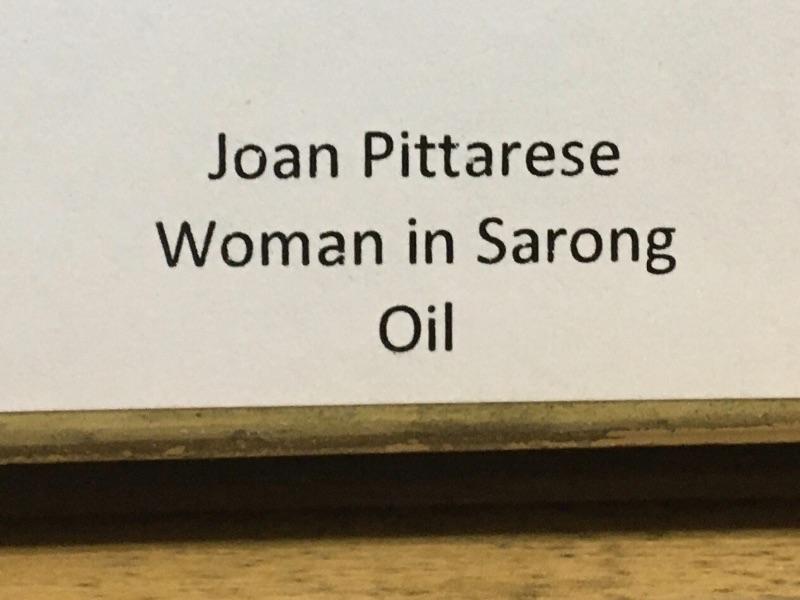 Joan Pittarese
Woman in Sarong
Oil